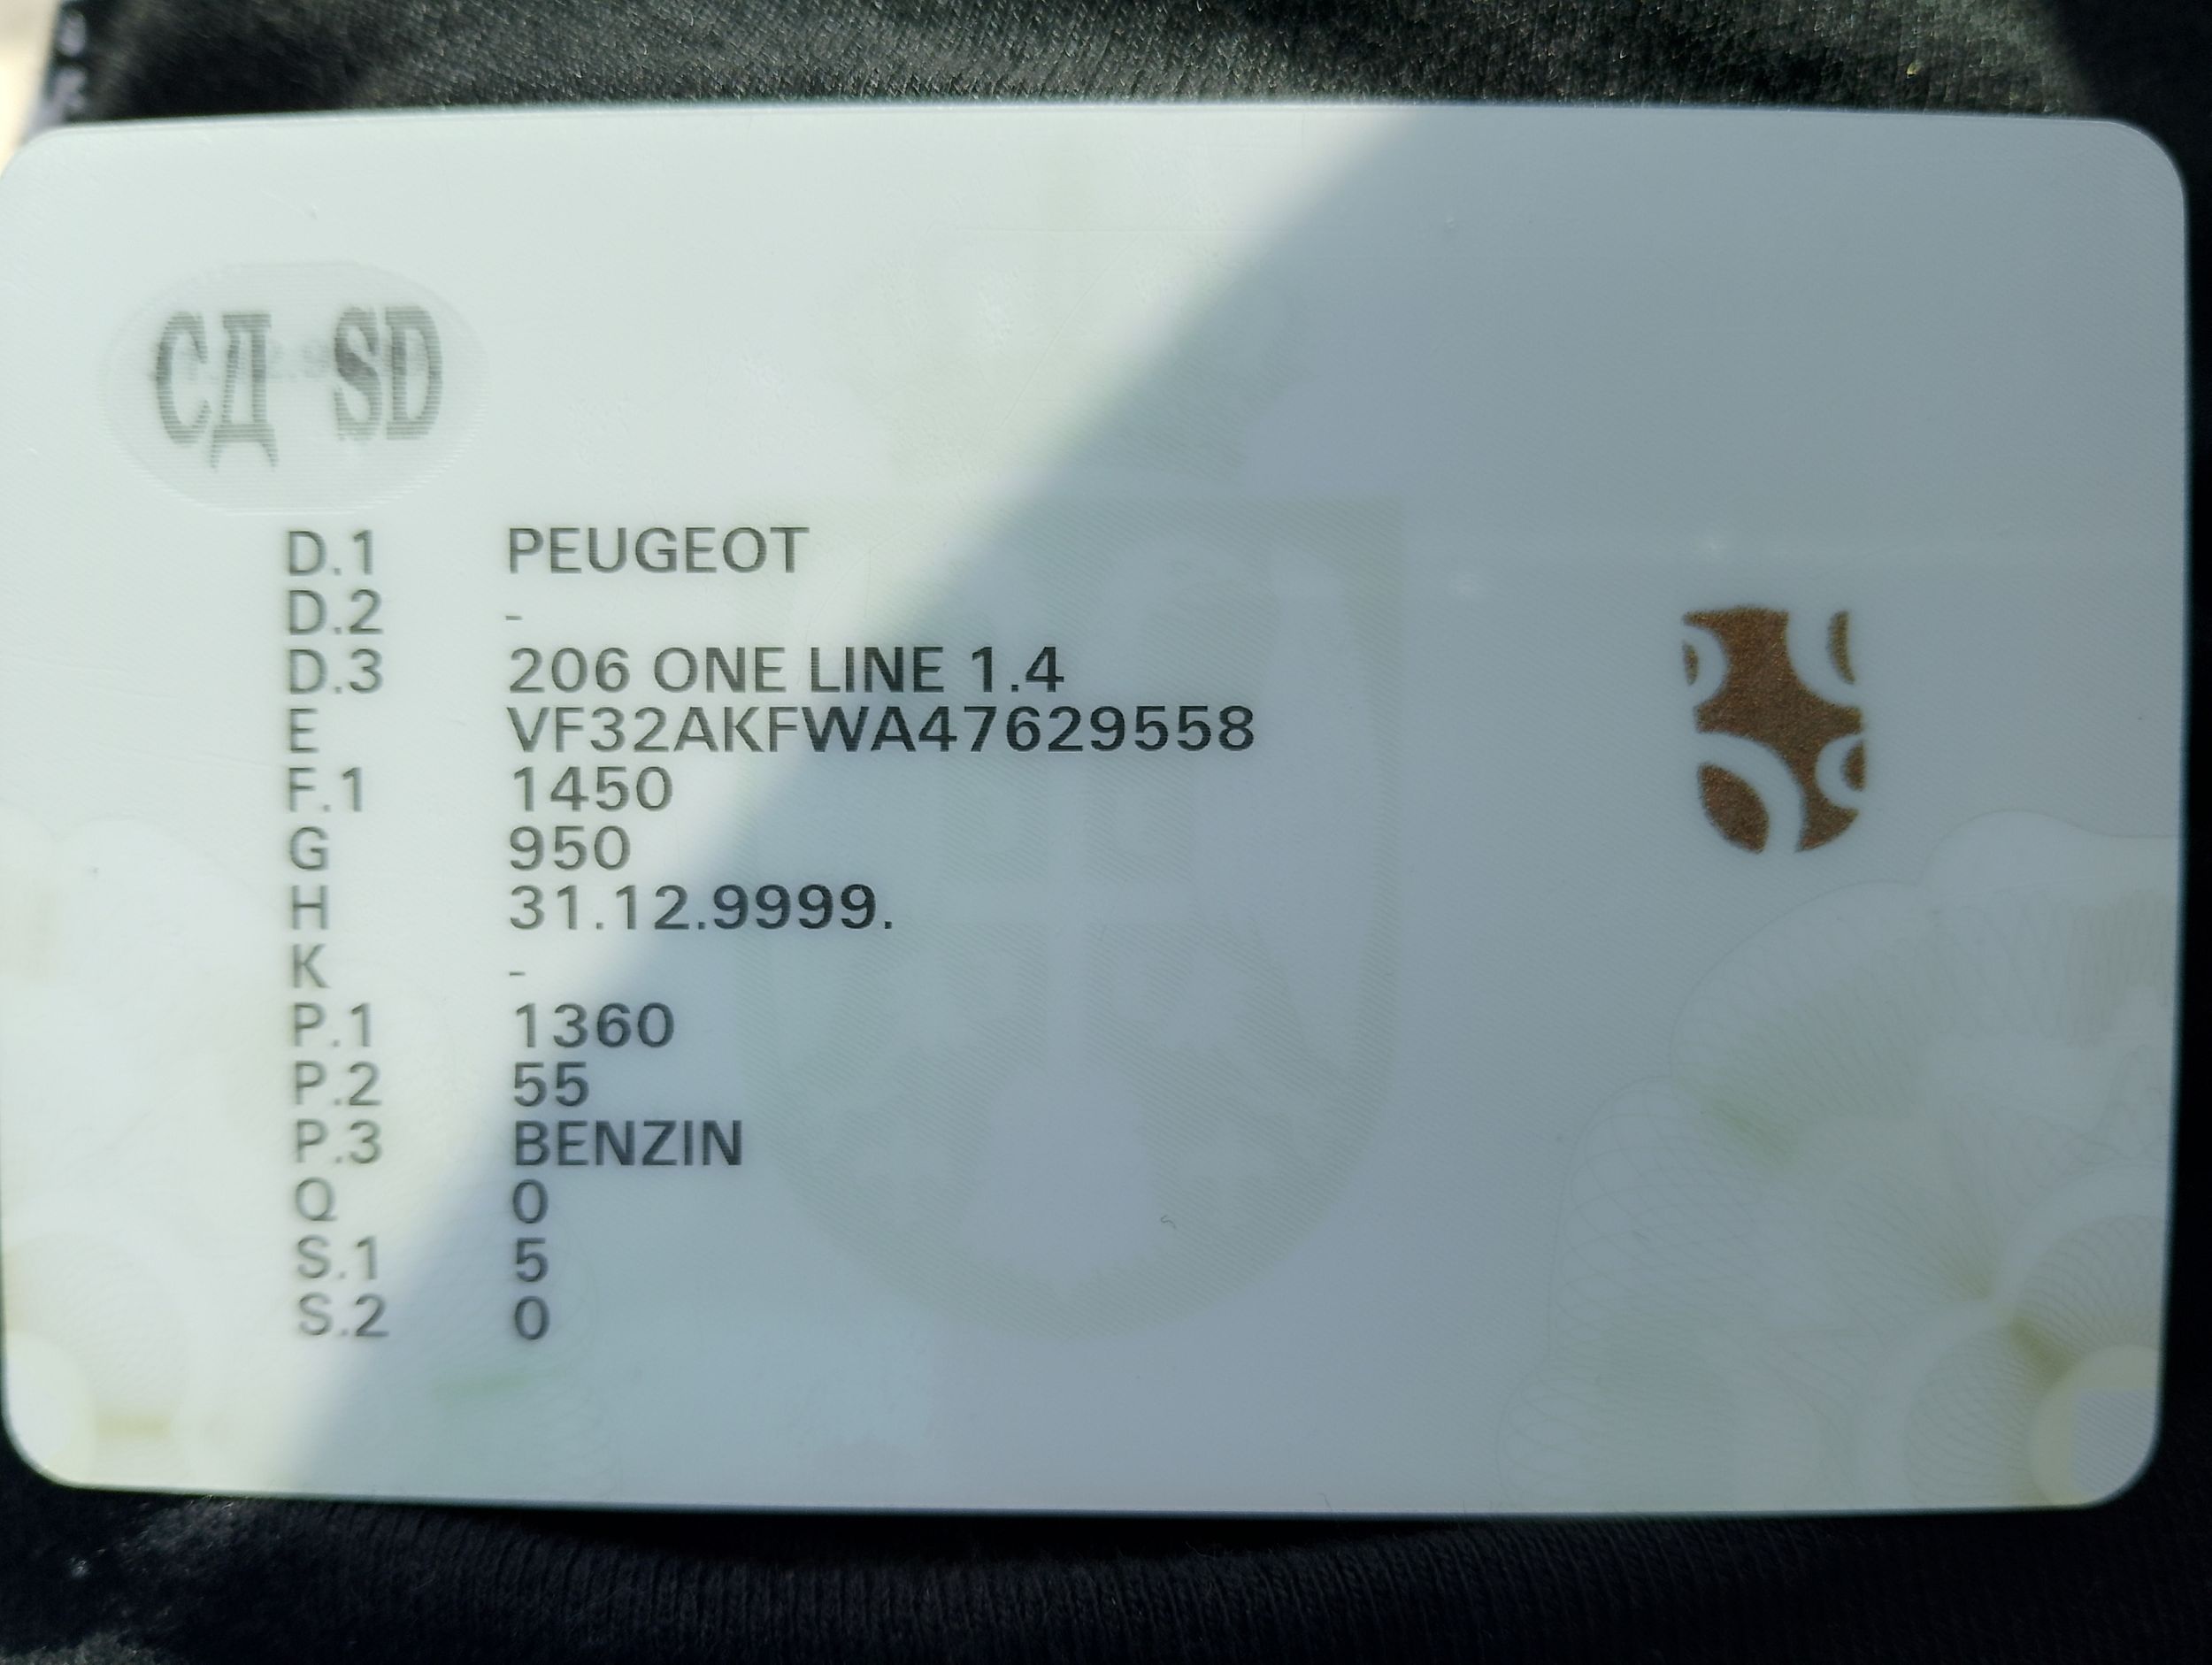 СД SD
D.1 PEUGEOT
D.2 -
D.3 206 ONE LINE 1.4
E VF32AKFWA47629558
F.1 1450
G 950
H 31.12.9999.
K -
P.1 1360
P.2 55
P.3 BENZIN
Q 0
S.1 5
S.2 0